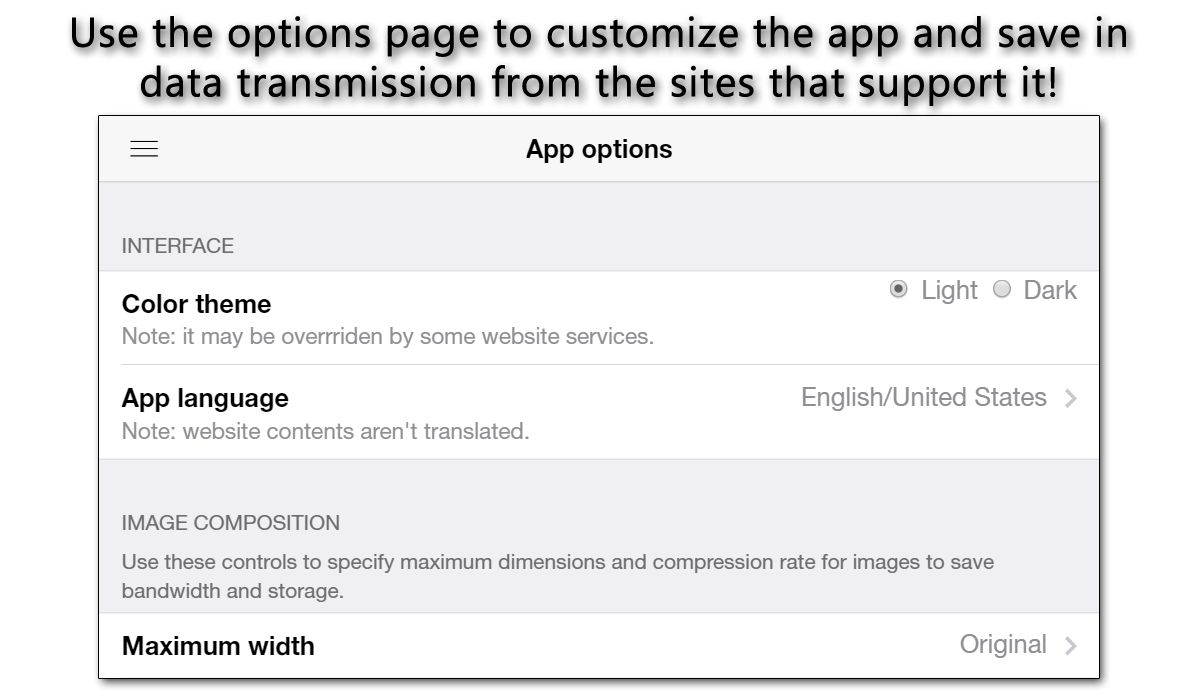 Use the options page to customize the app and save in
data transmission from the sites that support it!
App options
INTERFACE
Color theme
Light Dark
Note: it may be overrriden by some website services.
App language
English/United States
Note: website contents aren't translated.
IMAGE COMPOSITION
Use these controls to specify maximum dimensions and compression rate for images to save
bandwidth and storage.
Maximum width
Original